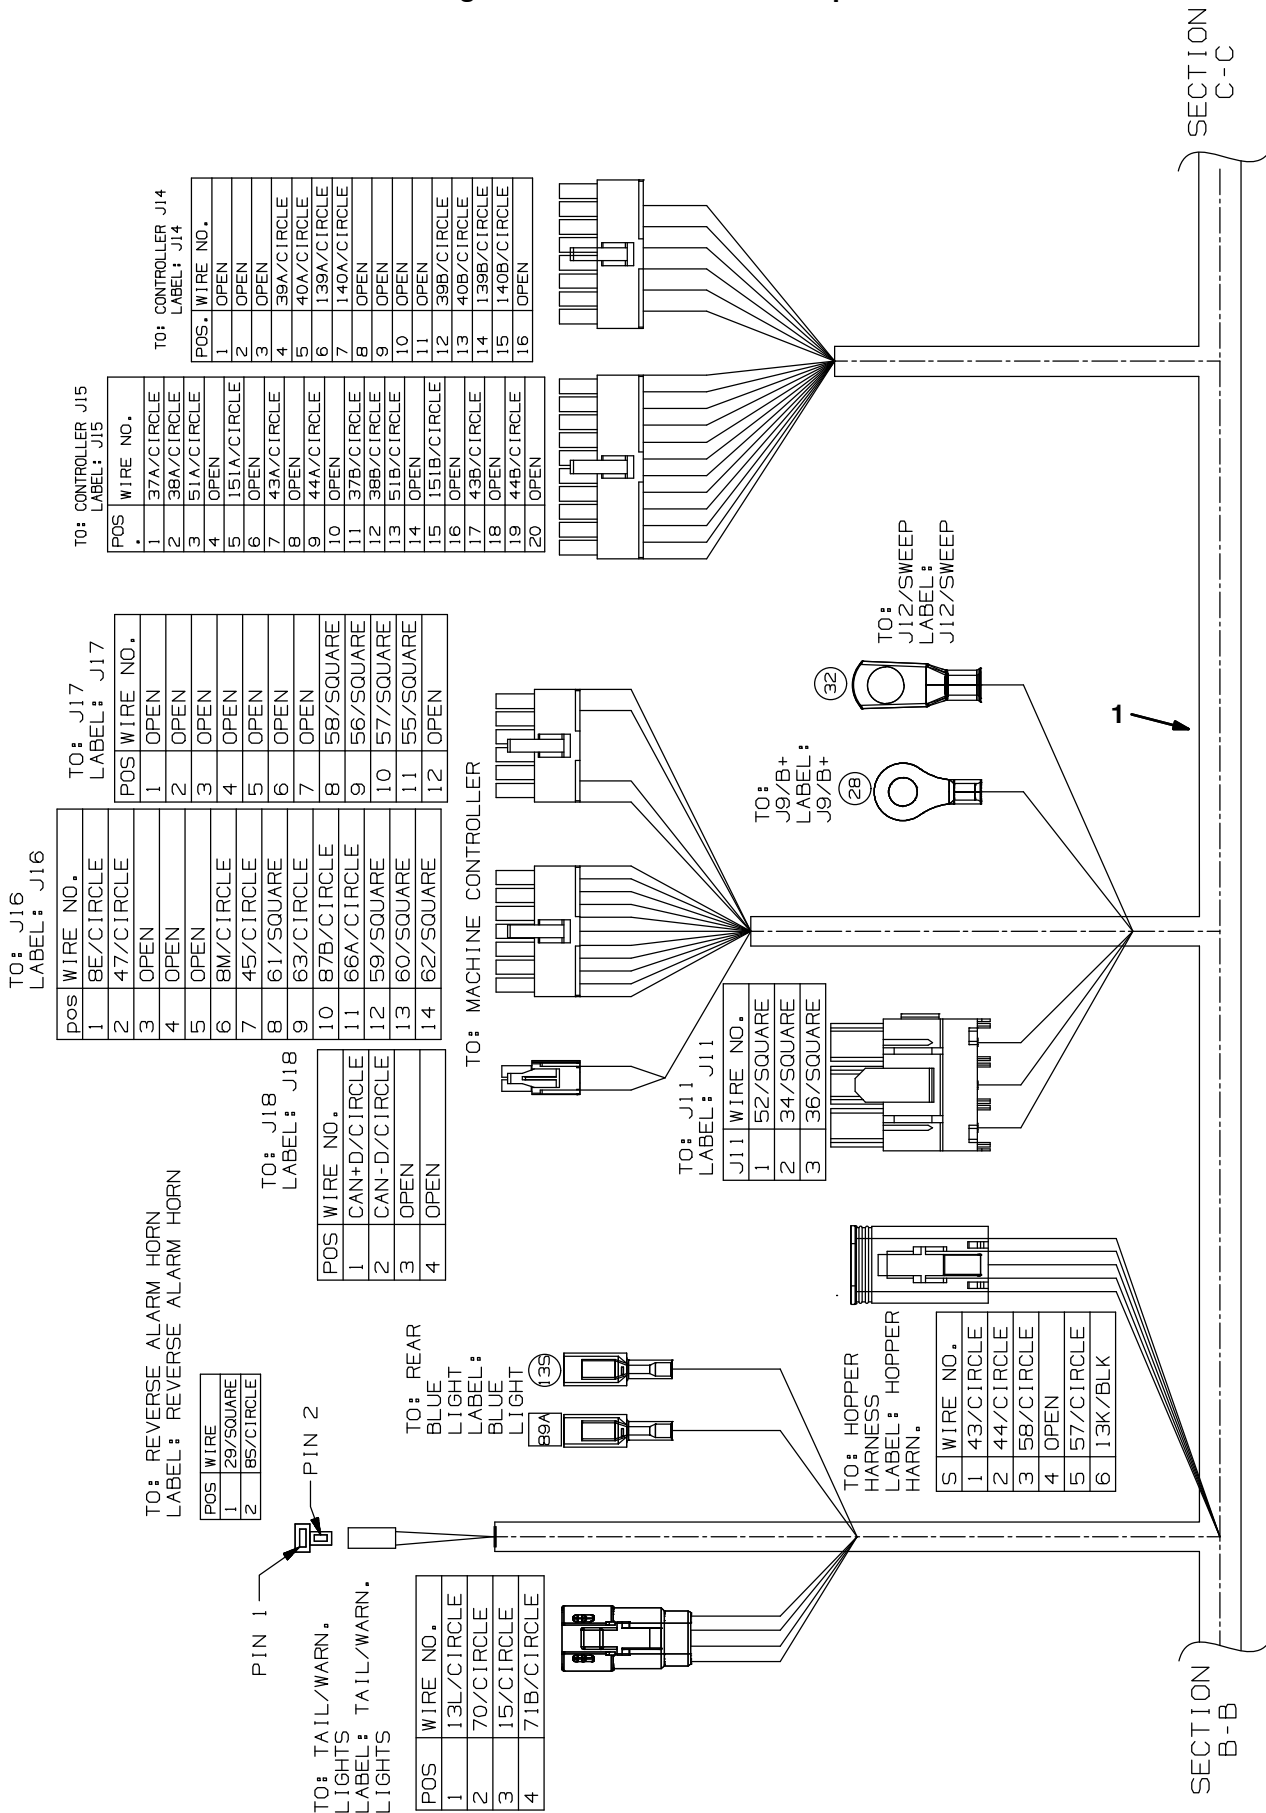 SECTION
C-C
TO: CONTROLLER J14
LABEL: J14
POS. WIRE NO.
1 OPEN
2 OPEN
3 OPEN
4 39A/CIRCLE
5 40A/CIRCLE
6 139A/CIRCLE
7 140A/CIRCLE
8 OPEN
9 OPEN
10 OPEN
11 OPEN
12 39B/CIRCLE
13 40B/CIRCLE
14 139B/CIRCLE
15 140B/CIRCLE
16 OPEN
TO: CONTROLLER J15
LABEL: J15
POS WIRE NO.
.
1 37A/CIRCLE
2 38A/CIRCLE
3 51A/CIRCLE
4 OPEN
5 151A/CIRCLE
6 OPEN
7 43A/CIRCLE
8 OPEN
9 44A/CIRCLE
10 OPEN
11 37B/CIRCLE
12 38B/CIRCLE
13 51B/CIRCLE
14 OPEN
15 151B/CIRCLE
16 OPEN
17 43B/CIRCLE
18 OPEN
19 44B/CIRCLE
20 OPEN
TO: J17
LABEL: J17
POS WIRE NO.
1 OPEN
2 OPEN
3 OPEN
4 OPEN
5 OPEN
6 OPEN
7 OPEN
8 58/SQUARE
9 56/SQUARE
10 57/SQUARE
11 55/SQUARE
12 OPEN
TO: J16
LABEL: J16
POS WIRE NO.
1 8E/CIRCLE
2 47/CIRCLE
3 OPEN
4 OPEN
5 OPEN
6 8M/CIRCLE
7 45/CIRCLE
8 61/SQUARE
9 63/CIRCLE
10 87B/CIRCLE
11 66A/CIRCLE
12 59/SQUARE
13 60/SQUARE
14 62/SQUARE
TO: MACHINE CONTROLLER
TO: J18
LABEL: J18
POS WIRE NO.
1 CAN+D/CIRCLE
2 CAN-D/CIRCLE
3 OPEN
4 OPEN
TO:
J12/SWEEP
LABEL:
J12/SWEEP
32
TO:
J9/B+
LABEL:
J9/B+
28
1
TO: J11
LABEL: J11
J11 WIRE NO.
1 52/SQUARE
2 34/SQUARE
3 36/SQUARE
TO: REVERSE ALARM HORN
LABEL: REVERSE ALARM HORN
POS WIRE
1 29/SQUARE
2 8S/CIRCLE
PIN 2
PIN 1
TO: REAR
BLUE
LIGHT
LABEL:
BLUE
LIGHT
13S
89A
TO: HOPPER
HARNESS
LABEL: HOPPER
HARN.
S WIRE NO.
1 43/CIRCLE
2 44/CIRCLE
3 58/CIRCLE
4 OPEN
5 57/CIRCLE
6 13K/BLK
TO: TAIL/WARN.
LIGHTS
LABEL: TAIL/WARN.
LIGHTS
POS WIRE NO.
1 13L/CIRCLE
2 70/CIRCLE
3 15/CIRCLE
4 71B/CIRCLE
SECTION
B-B